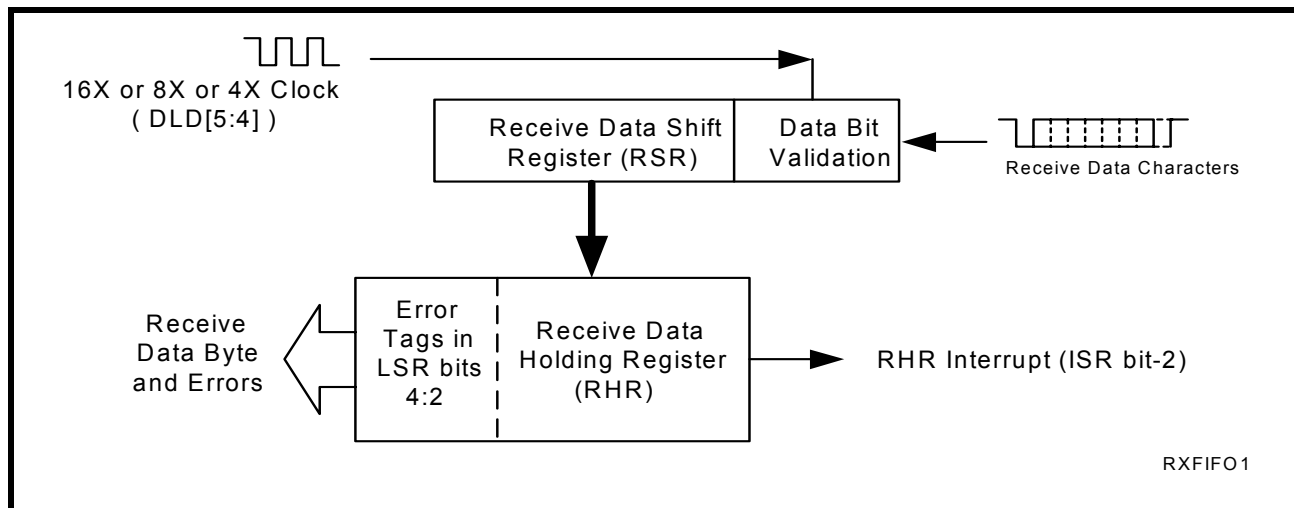 16X or 8X or 4X Clock
( DLD[5:4] )
Receive Data Shift
Register (RSR)
Data Bit
Validation
Receive Data Characters
Receive
Data Byte
and Errors
Error
Tags in
LSR bits
4:2
Receive Data
Holding Register
(RHR)
RHR Interrupt (ISR bit-2)
RXFIFO1